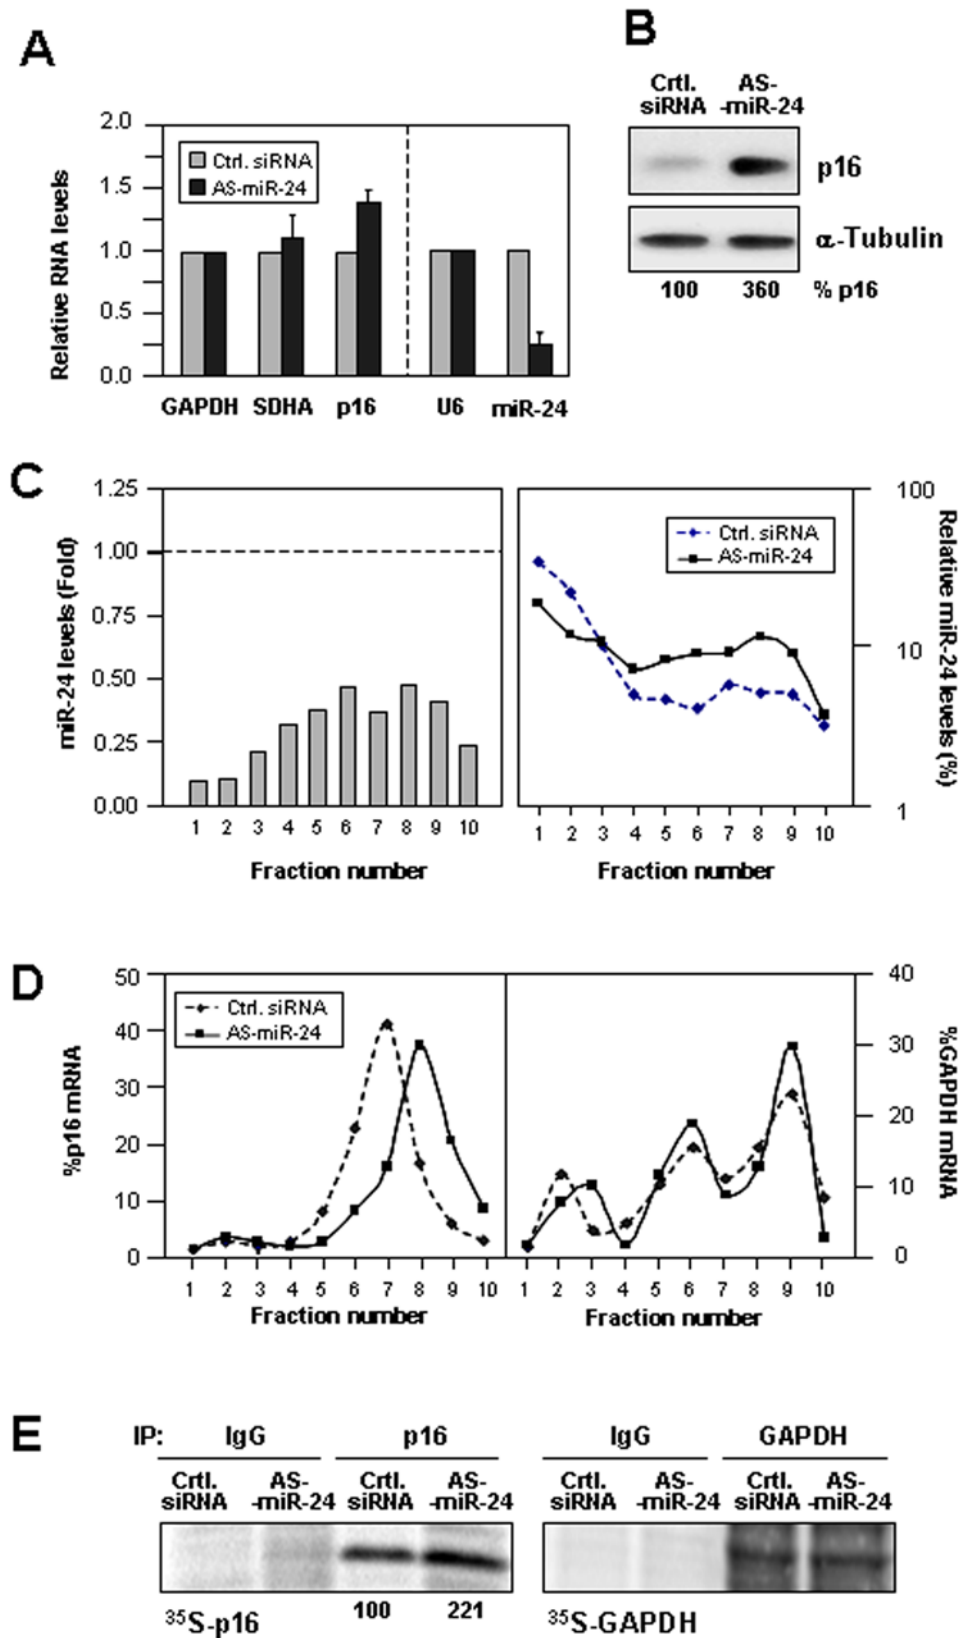 A
2.0
1.5
1.0
0.5
0.0
Relative RNA levels
Ctrl. siRNA
AS-miR-24
GAPDH SDHA p16 U6 miR-24
B
Crtl. AS-
siRNA -miR-24
p16
α-Tubulin
100 360 % p16
C
1.25
1.00
0.75
0.50
0.25
0.00
miR-24 levels (Fold)
1 2 3 4 5 6 7 8 9 10
Fraction number
Ctrl. siRNA
AS-miR-24
100
10
1
Relative miR-24 levels (%)
1 2 3 4 5 6 7 8 9 10
Fraction number
D
50
40
30
20
10
0
%p16 mRNA
Ctrl. siRNA
AS-miR-24
1 2 3 4 5 6 7 8 9 10
Fraction number
40
30
20
10
0
%GAPDH mRNA
1 2 3 4 5 6 7 8 9 10
Fraction number
E
IP: IgG p16
Crtl. AS- Crtl. AS-
siRNA -miR-24 siRNA -miR-24
100 221
³⁵S-p16
IgG GAPDH
Crtl. AS- Crtl. AS-
siRNA -miR-24 siRNA -miR-24
³⁵S-GAPDH